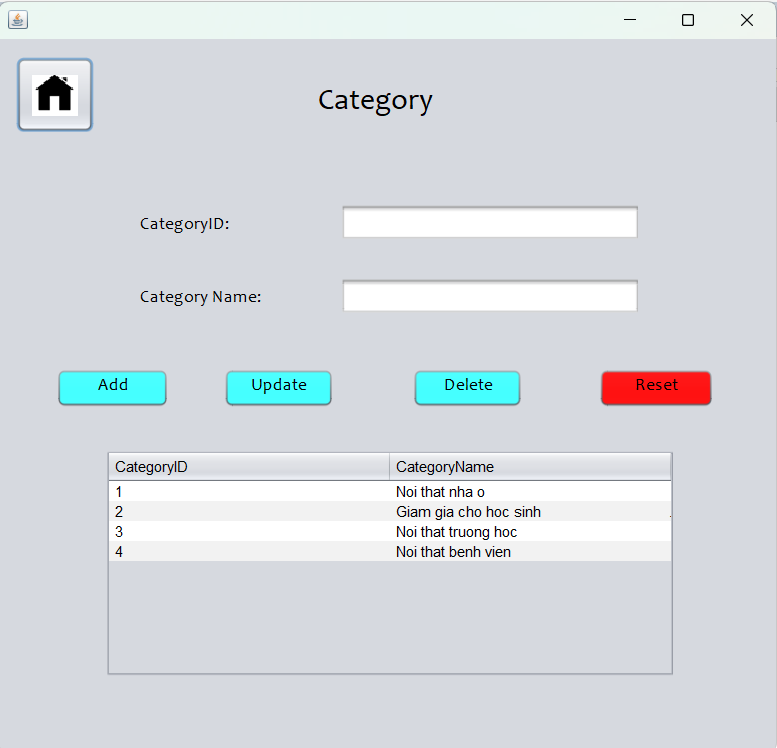 Category
CategoryID:
Category Name:
Add Update Delete Reset
CategoryID CategoryName
1 Noi that nha o
2 Giam gia cho hoc sinh
3 Noi that truong hoc
4 Noi that benh vien